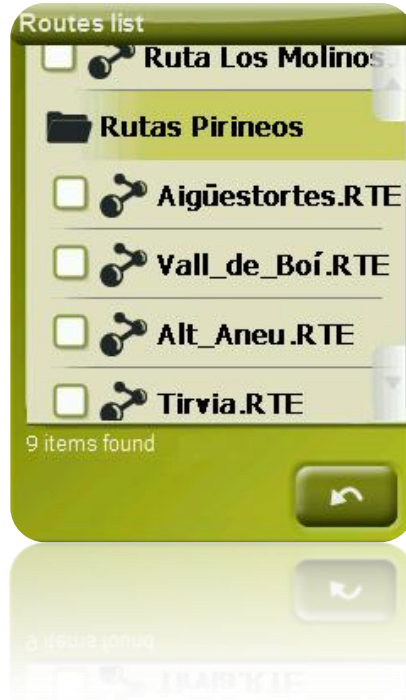 Routes list
Ruta Los Molinos.
Rutas Pirineos
Aigüestortes.RTE
Vall_de_Boí.RTE
Alt_Aneu.RTE
Tirvia.RTE
9 items found